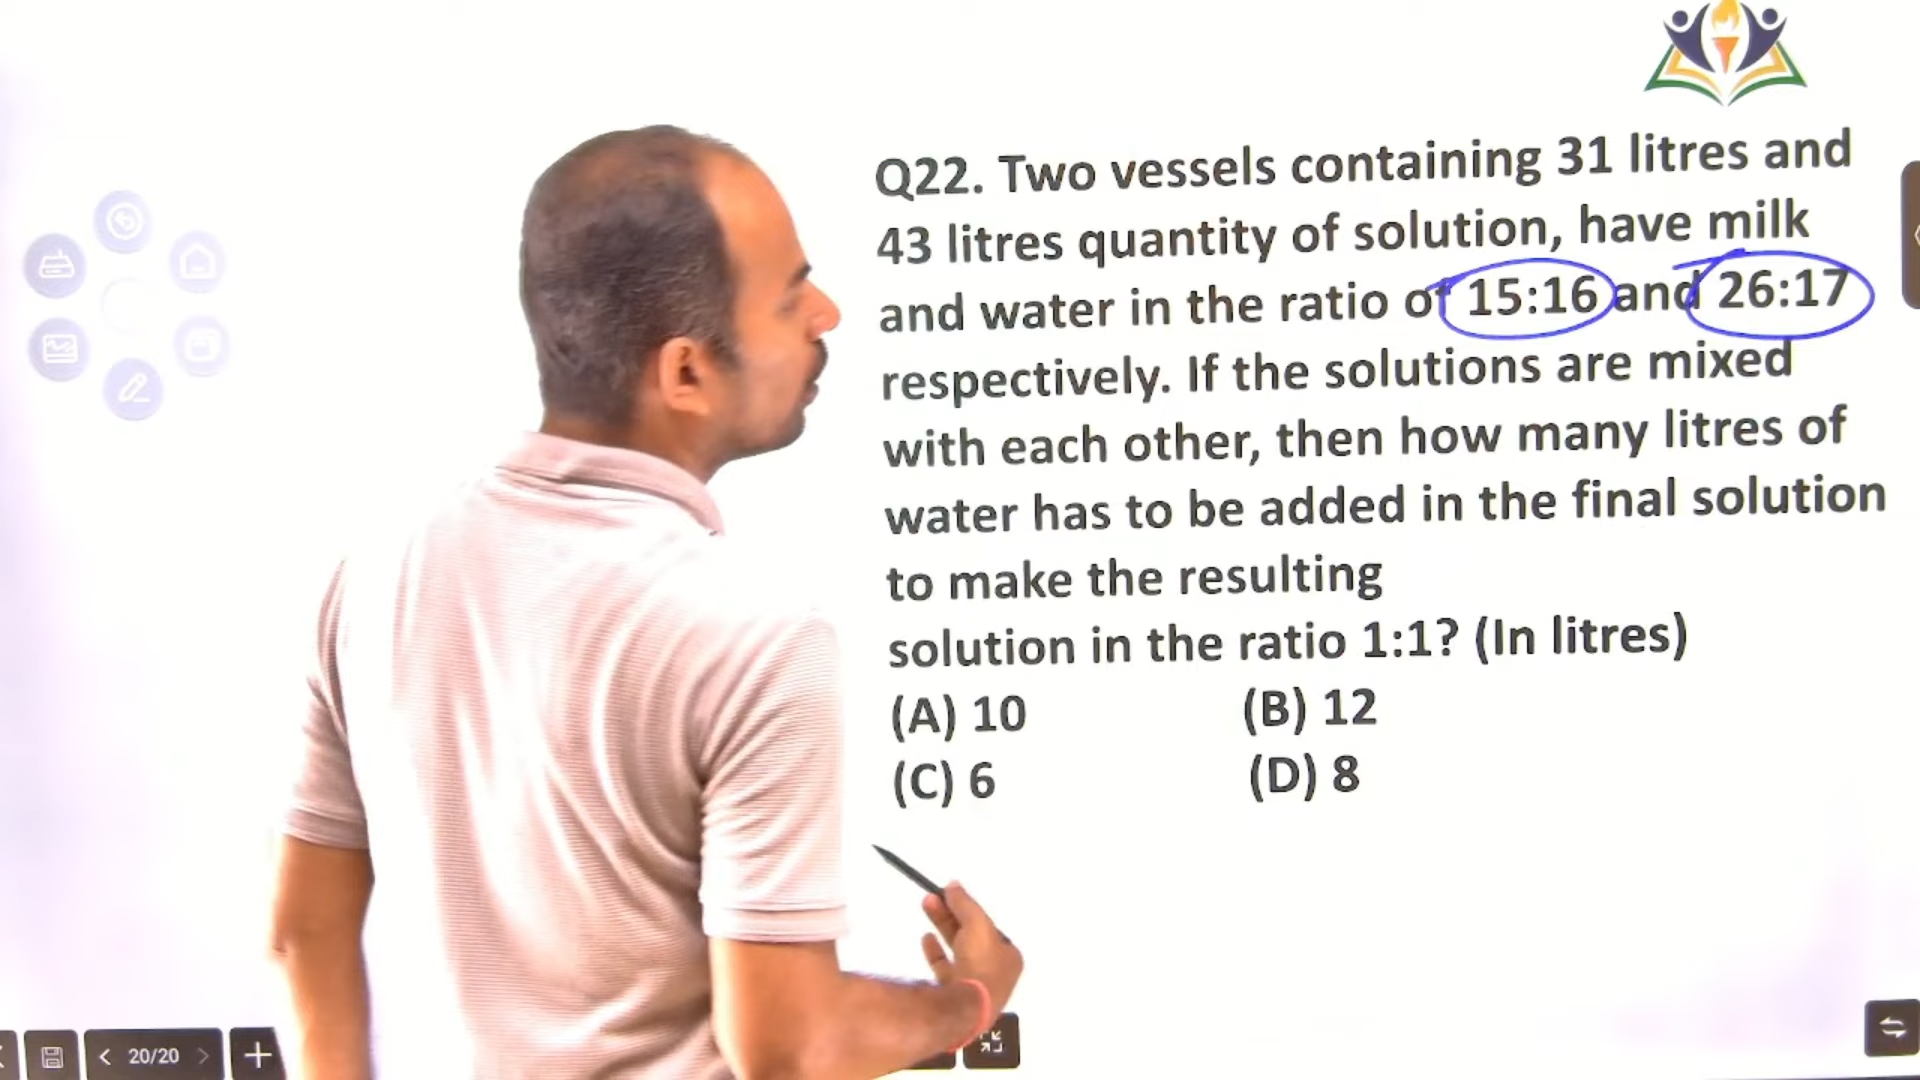 Q22. Two vessels containing 31 litres and
43 litres quantity of solution, have milk
and water in the ratio of 15:16 and 26:17
respectively. If the solutions are mixed
with each other, then how many litres of
water has to be added in the final solution
to make the resulting
solution in the ratio 1:1? (In litres)
(A) 10 (B) 12
(C) 6 (D) 8
20/20